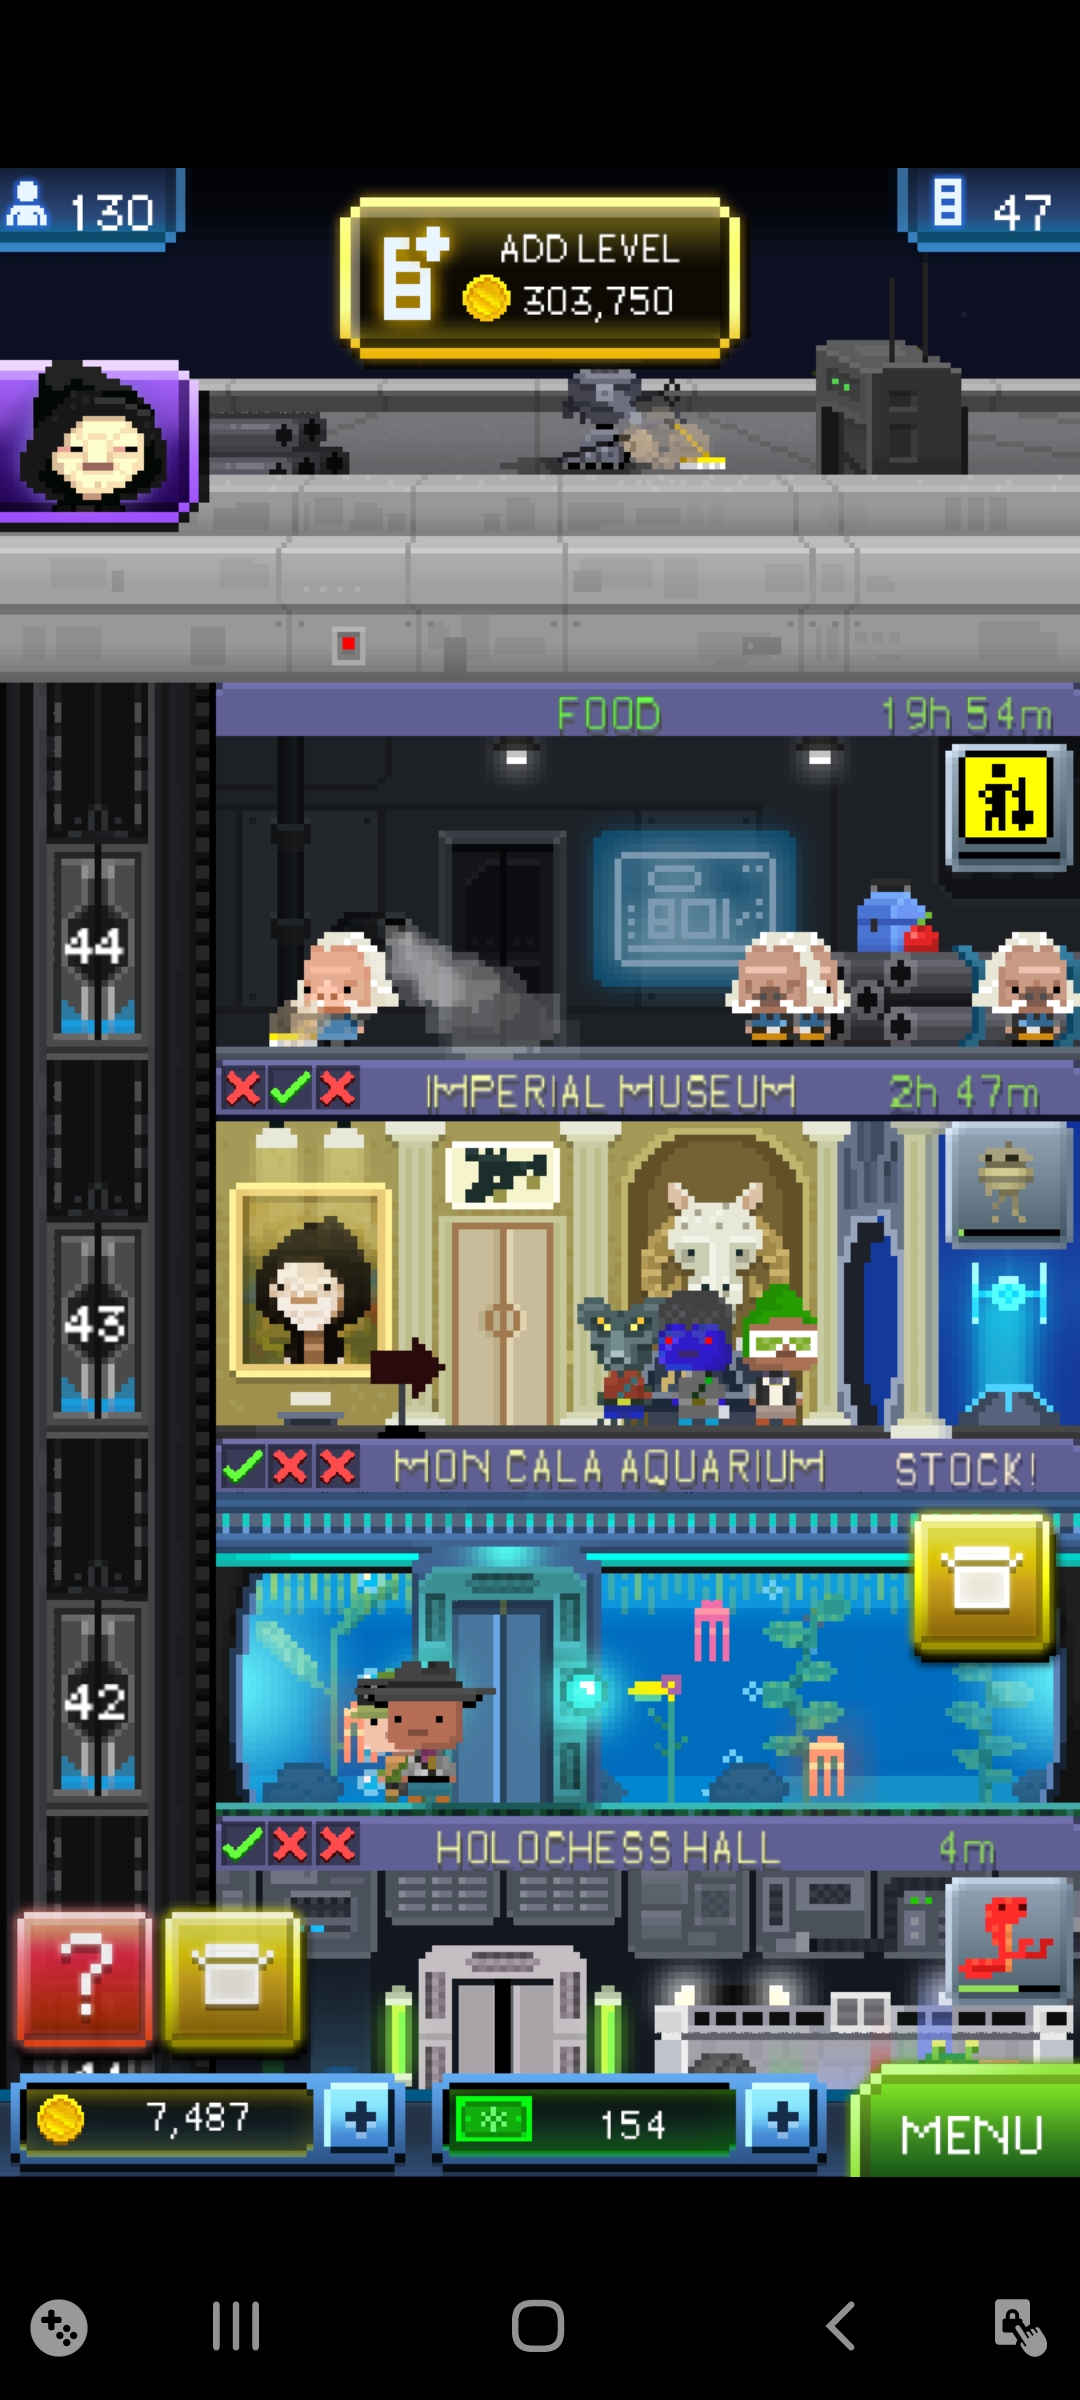 130
ADD LEVEL
303,750
47
FOOD
19h 54m
44
IMPERIAL MUSEUM
2h 47m
43
MON CALA AQUARIUM
STOCK!
42
HOLOCHESS HALL
4m
?
7,487
154
MENU